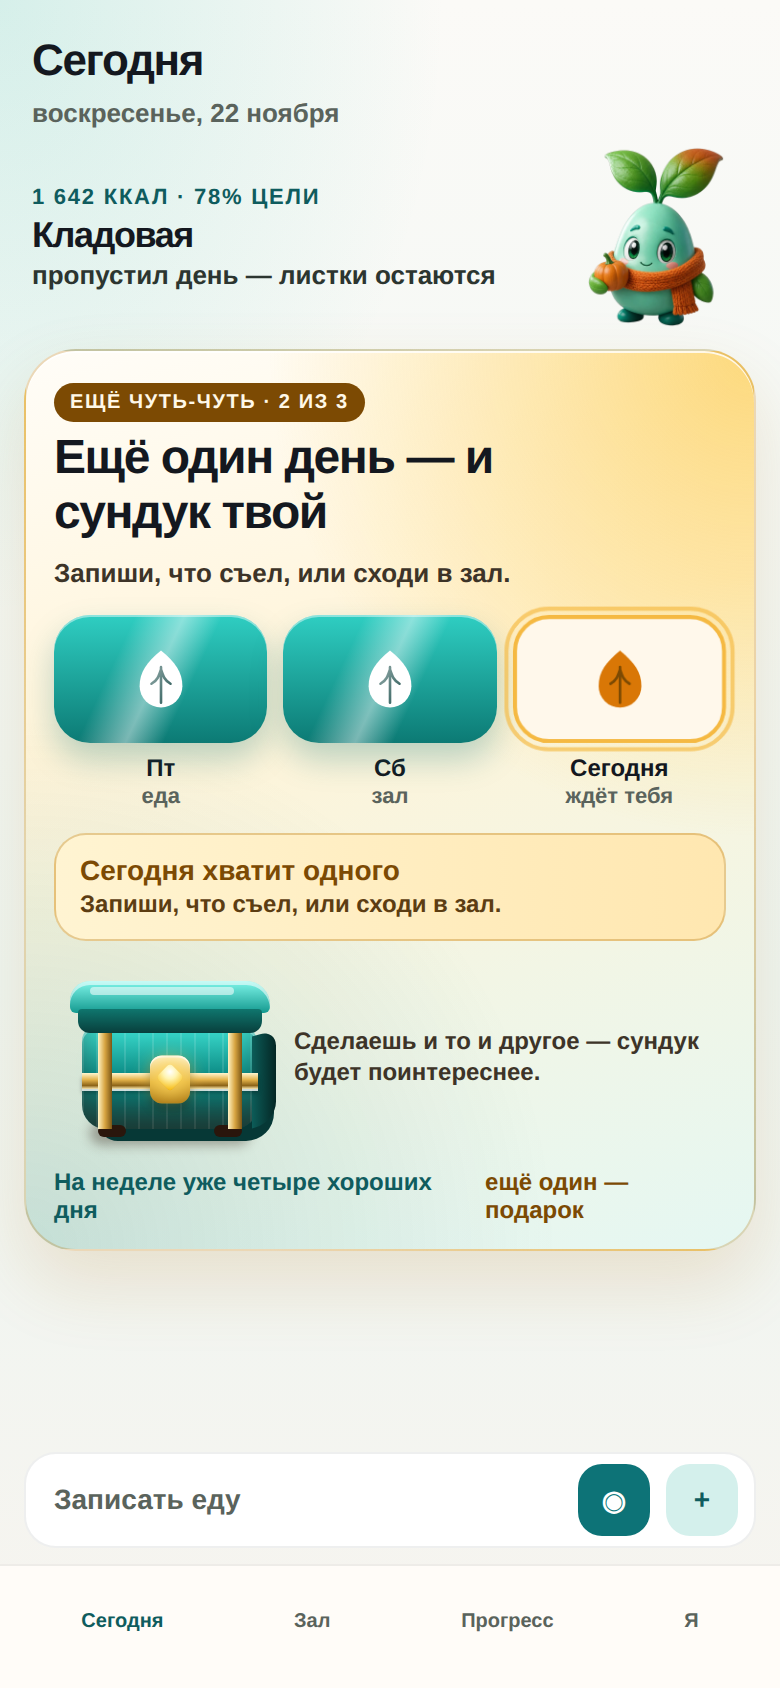 Сегодня
воскресенье, 22 ноября
1 642 ККАЛ · 78% ЦЕЛИ
Кладовая
пропустил день — листки остаются
ЕЩЁ ЧУТЬ-ЧУТЬ · 2 ИЗ 3
Ещё один день — и
сундук твой
Запиши, что съел, или сходи в зал.
Пт
еда
Сб
зал
Сегодня
ждёт тебя
Сегодня хватит одного
Запиши, что съел, или сходи в зал.
Сделаешь и то и другое — сундук
будет поинтереснее.
На неделе уже четыре хороших
дня
ещё один —
подарок
Записать еду
+
Сегодня
Зал
Прогресс
Я